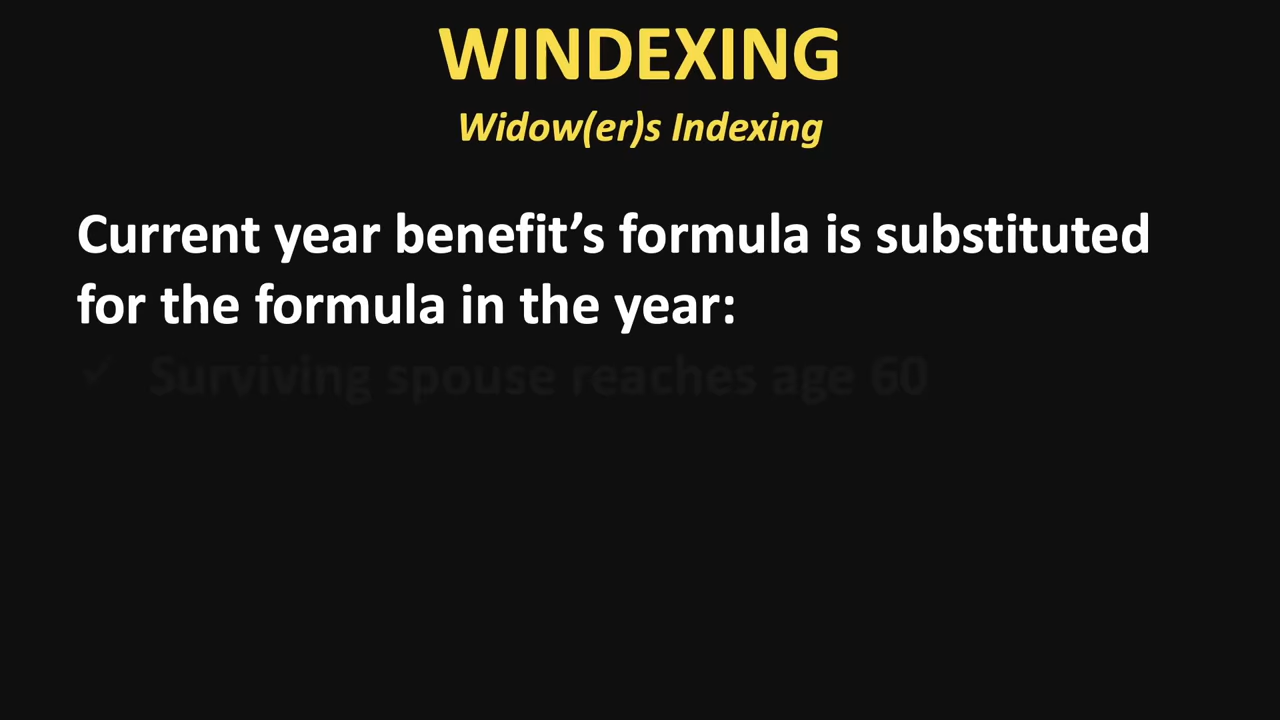 WINDEXING
Widow(er)s Indexing
Current year benefit’s formula is substituted
for the formula in the year:
✓ Surviving spouse reaches age 60